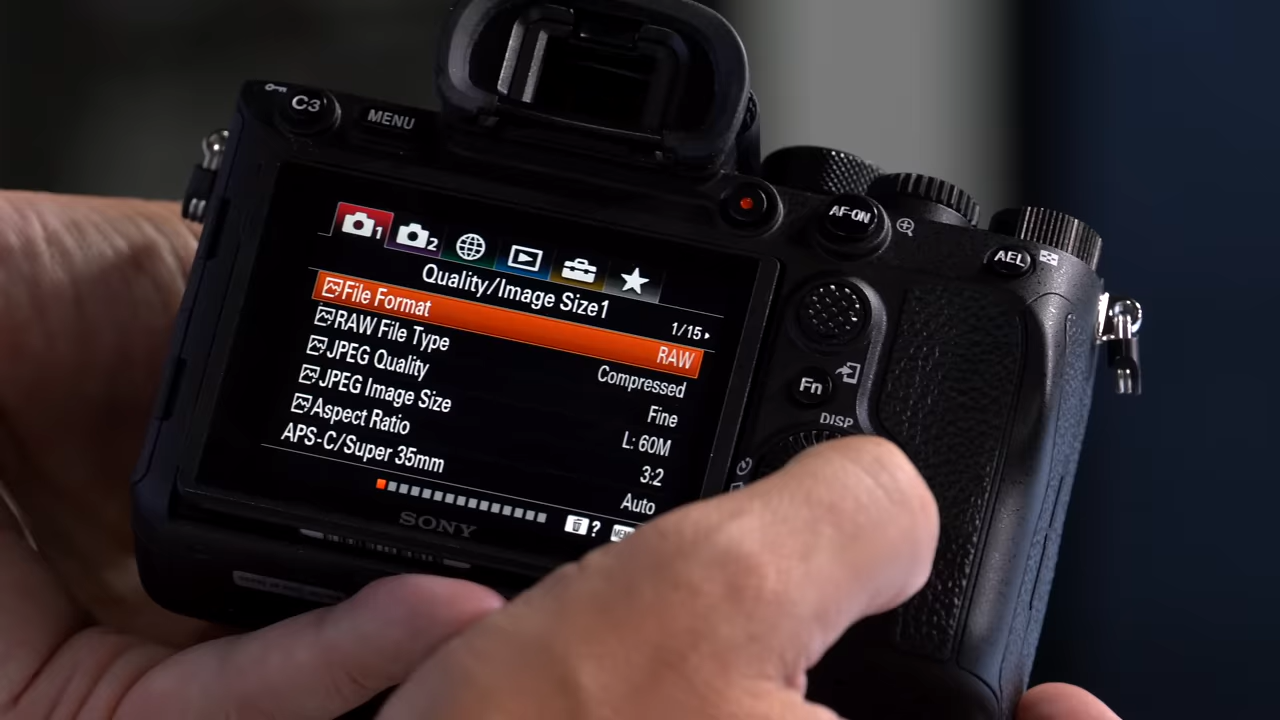 C3
MENU
AF-ON
AEL
1
2
Quality/Image Size1
1/15
File Format RAW
RAW File Type Compressed
JPEG Quality Fine
JPEG Image Size L: 60M
Aspect Ratio 3:2
APS-C/Super 35mm Auto
?
Fn
DISP
SONY